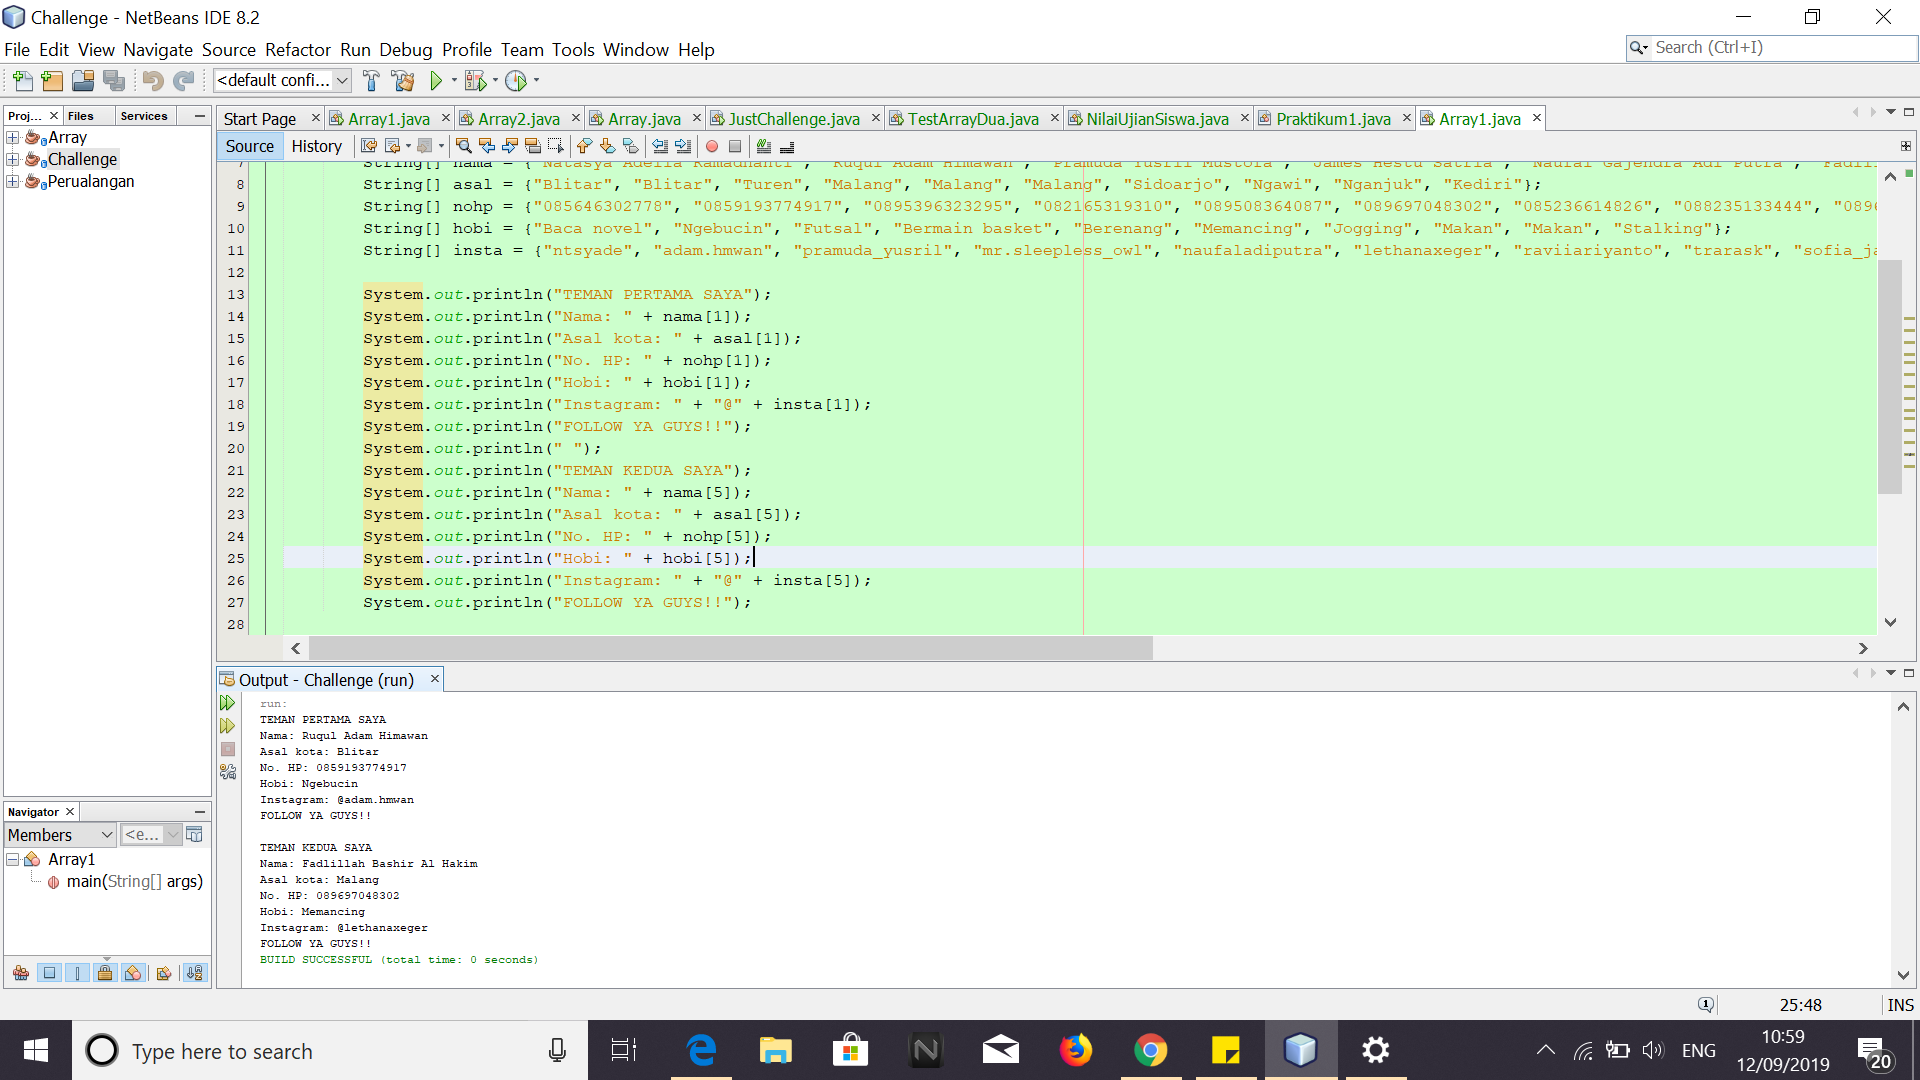 Challenge - NetBeans IDE 8.2
File Edit View Navigate Source Refactor Run Debug Profile Team Tools Window Help
Search (Ctrl+I)
<default confi...
Proj... Files Services
Start Page Array1.java Array2.java Array.java JustChallenge.java TestArrayDua.java NilaiUjianSiswa.java Praktikum1.java Array1.java
Array
Challenge
Perualangan
Source History
String[] nama = {"Natasya Adelia Ramadhanti", "Ruqul Adam Himawan", "Pramuda Yusril Mustofa", "James Hestu Satria", "Naufal Gajendra Adi Putra",
8 String[] asal = {"Blitar", "Blitar", "Turen", "Malang", "Malang", "Malang", "Sidoarjo", "Ngawi", "Nganjuk", "Kediri"};
9 String[] nohp = {"085646302778", "0859193774917", "0895396323295", "082165319310", "089508364087", "089697048302", "085236614826", "088235133444", "089
10 String[] hobi = {"Baca novel", "Ngebucin", "Futsal", "Bermain basket", "Berenang", "Memancing", "Jogging", "Makan", "Makan", "Stalking"};
11 String[] insta = {"ntsyade", "adam.hmwan", "pramuda_yusril", "mr.sleepless_owl", "naufaladiputra", "lethanaxeger", "raviiariyanto", "trarask", "sofia_ja
12
13 System.out.println("TEMAN PERTAMA SAYA");
14 System.out.println("Nama: " + nama[1]);
15 System.out.println("Asal kota: " + asal[1]);
16 System.out.println("No. HP: " + nohp[1]);
17 System.out.println("Hobi: " + hobi[1]);
18 System.out.println("Instagram: " + "@" + insta[1]);
19 System.out.println("FOLLOW YA GUYS!!");
20 System.out.println(" ");
21 System.out.println("TEMAN KEDUA SAYA");
22 System.out.println("Nama: " + nama[5]);
23 System.out.println("Asal kota: " + asal[5]);
24 System.out.println("No. HP: " + nohp[5]);
25 System.out.println("Hobi: " + hobi[5]);
26 System.out.println("Instagram: " + "@" + insta[5]);
27 System.out.println("FOLLOW YA GUYS!!");
28
Output - Challenge (run)
run:
TEMAN PERTAMA SAYA
Nama: Ruqul Adam Himawan
Asal kota: Blitar
No. HP: 0859193774917
Hobi: Ngebucin
Instagram: @adam.hmwan
FOLLOW YA GUYS!!
TEMAN KEDUA SAYA
Nama: Fadlillah Bashir Al Hakim
Asal kota: Malang
No. HP: 089697048302
Hobi: Memancing
Instagram: @lethanaxeger
FOLLOW YA GUYS!!
BUILD SUCCESSFUL (total time: 0 seconds)
Navigator
Members <e...
Array1
main(String[] args)
25:48 INS
Type here to search
ENG
10:59
12/09/2019
20